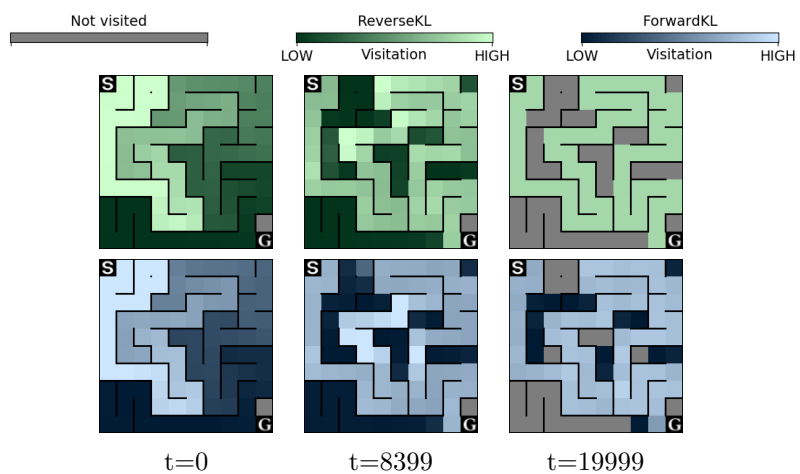 Not visited
ReverseKL
ForwardKL
LOW Visitation HIGH
LOW Visitation HIGH
S S S
G G G
S S S
G G G
t=0 t=8399 t=19999